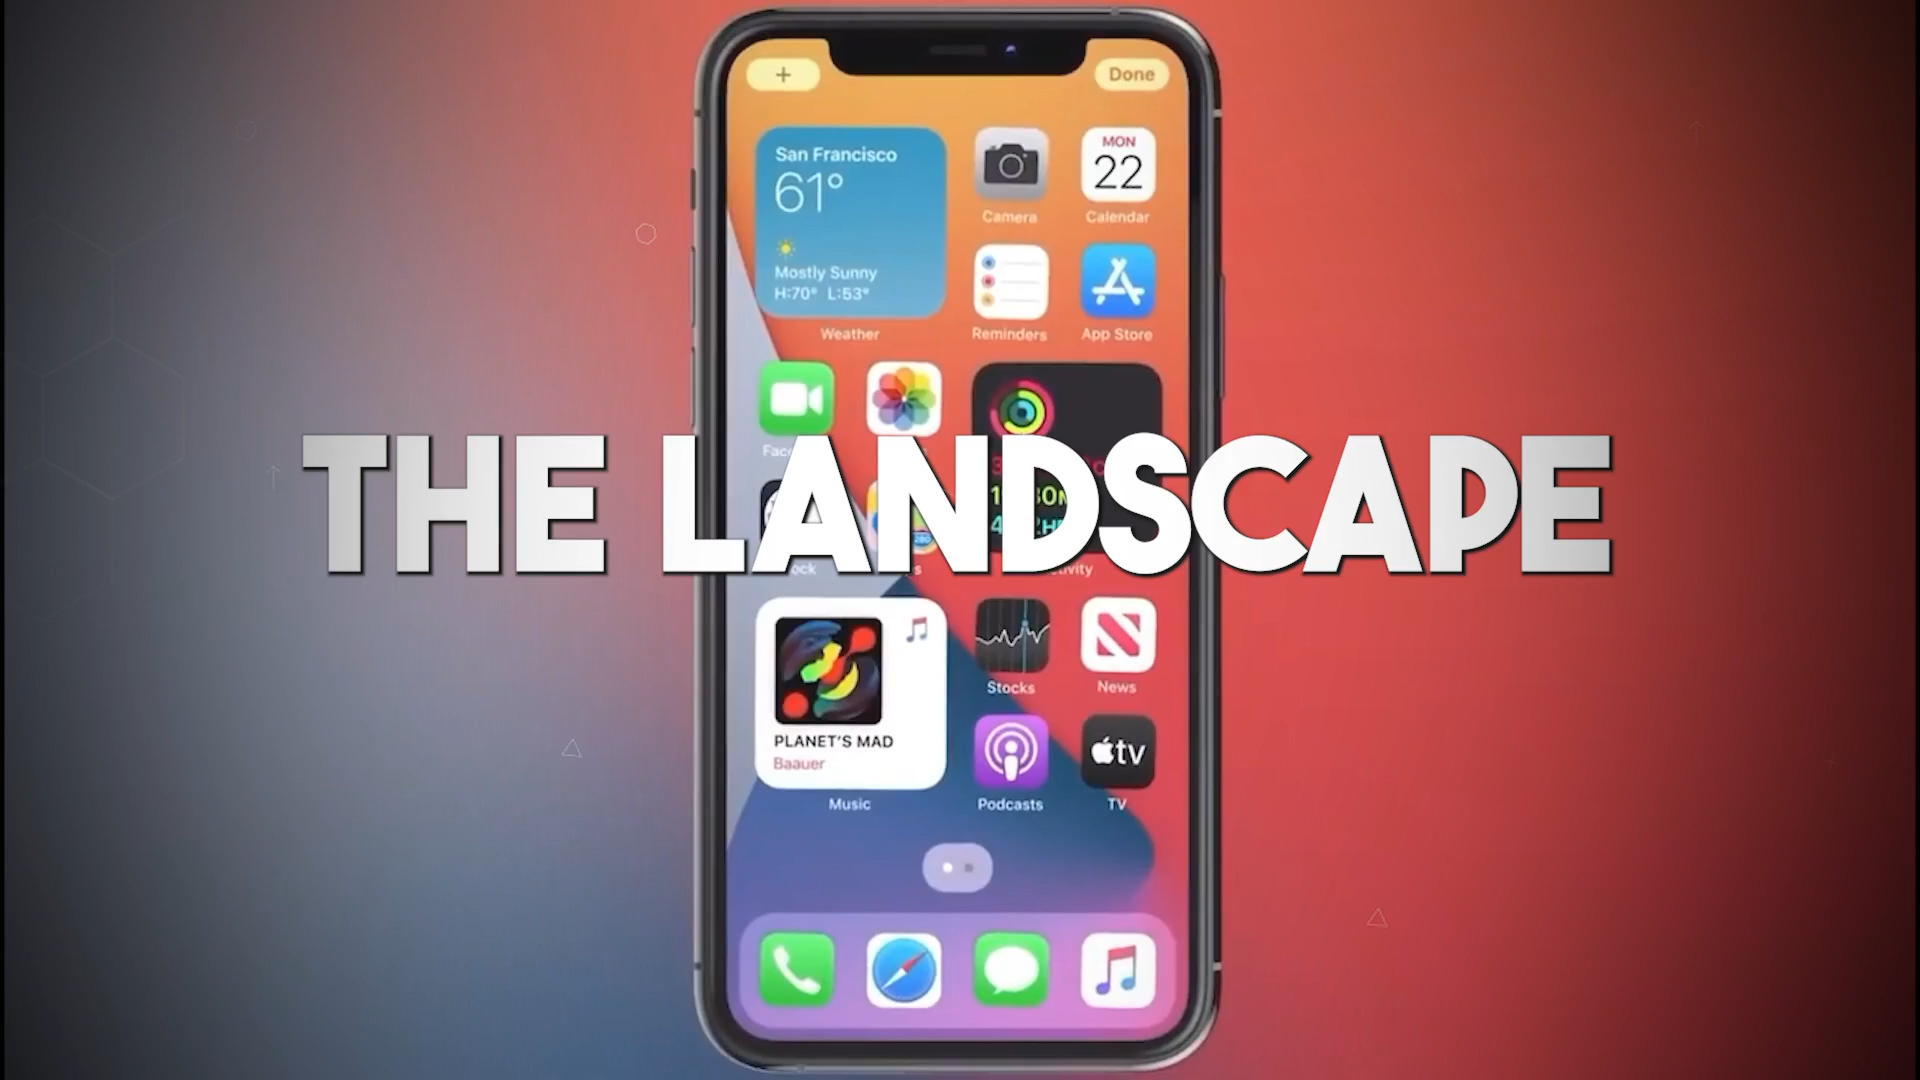 +
Done
San Francisco
61°
Mostly Sunny
H:70° L:53°
Weather
Camera
MON
22
Calendar
Reminders
App Store
THE LANDSCAPE
280
PLANET'S MAD
Baauer
Music
Stocks
News
Podcasts
tv
TV